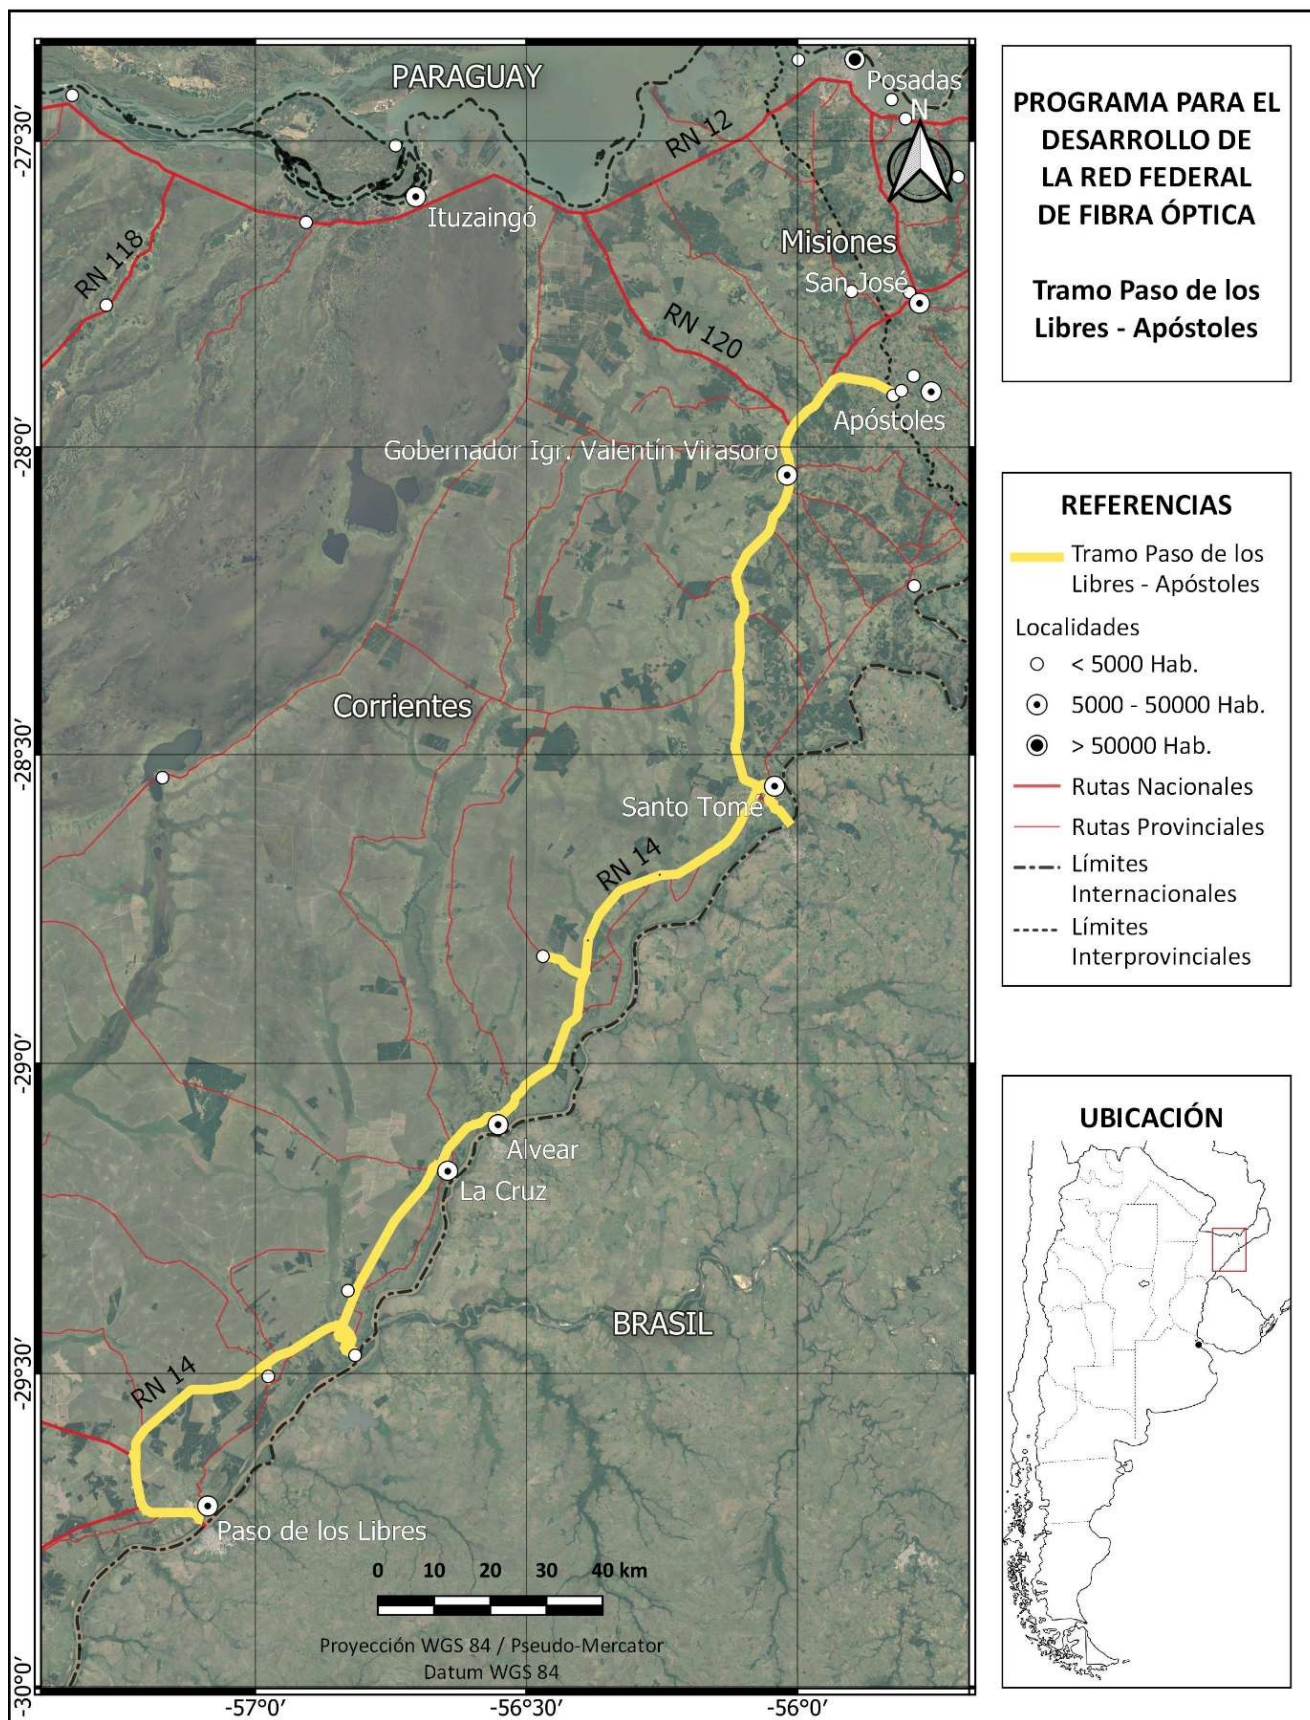 PARAGUAY
Posadas
N
RN 12
Ituzaingó
Misiones
RN 118
San José
RN 120
Apóstoles
Gobernador Igr. Valentín Virasoro
Corrientes
Santo Tomé
RN 14
Alvear
La Cruz
BRASIL
RN 14
Paso de los Libres
0 10 20 30 40 km
Proyección WGS 84 / Pseudo-Mercator
Datum WGS 84
-27°30'
-28°0'
-28°30'
-29°0'
-29°30'
-30°0'
-57°0'
-56°30'
-56°0'
PROGRAMA PARA EL
DESARROLLO DE
LA RED FEDERAL
DE FIBRA ÓPTICA
Tramo Paso de los
Libres - Apóstoles
REFERENCIAS
Tramo Paso de los
Libres - Apóstoles
Localidades
< 5000 Hab.
5000 - 50000 Hab.
> 50000 Hab.
Rutas Nacionales
Rutas Provinciales
Límites
Internacionales
Límites
Interprovinciales
UBICACIÓN